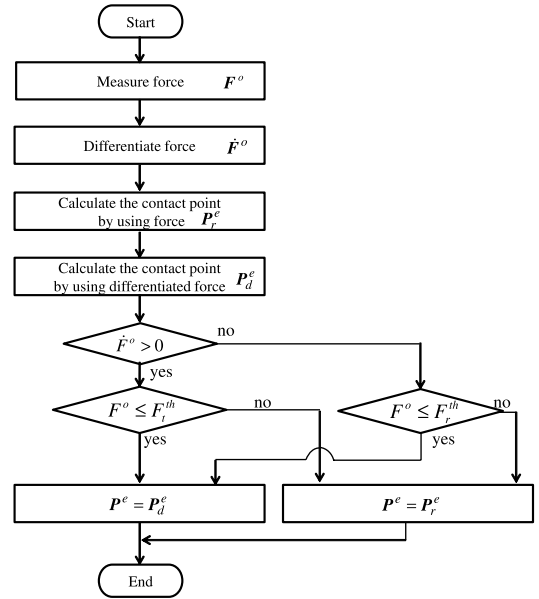 Start
Measure force F^o
Differentiate force Ḟ^o
Calculate the contact point
by using force P_r^e
Calculate the contact point
by using differentiated force P_d^e
Ḟ^o > 0
no
yes
F^o ≤ F_t^th
no
yes
F^o ≤ F_r^th
no
yes
P^e = P_d^e
P^e = P_r^e
End